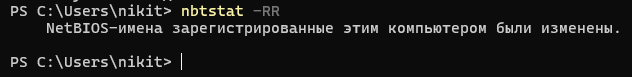 PS C:\Users\nikit> nbtstat -RR
NetBIOS-имена зарегистрированные этим компьютером были изменены.
PS C:\Users\nikit>